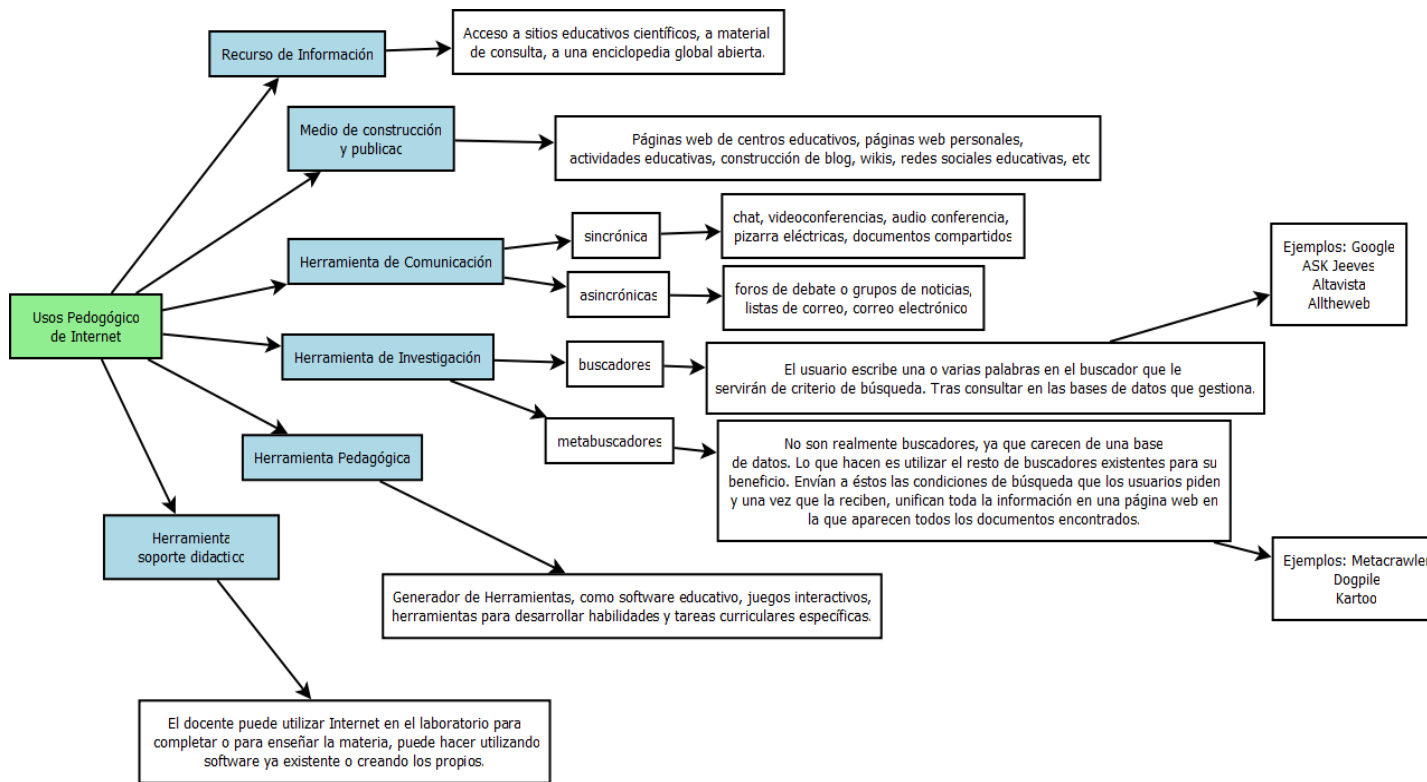 Recurso de Información
Acceso a sitios educativos científicos, a material
de consulta, a una enciclopedia global abierta.
Medio de construcción
y publicac
Páginas web de centros educativos, páginas web personales,
actividades educativas, construcción de blog, wikis, redes sociales educativas, etc
Herramienta de Comunicación
sincrónica
chat, videoconferencias, audio conferencia,
pizarra eléctricas, documentos compartidos
asincrónicas
foros de debate o grupos de noticias,
listas de correo, correo electrónico
Ejemplos: Google
ASK Jeeves
Altavista
Alltheweb
Usos Pedogógico
de Internet
Herramienta de Investigación
buscadores
El usuario escribe una o varias palabras en el buscador que le
servirán de criterio de búsqueda. Tras consultar en las bases de datos que gestiona.
metabuscadores
No son realmente buscadores, ya que carecen de una base
de datos. Lo que hacen es utilizar el resto de buscadores existentes para su
beneficio. Envían a éstos las condiciones de búsqueda que los usuarios piden
y una vez que la reciben, unifican toda la información en una página web en
la que aparecen todos los documentos encontrados.
Ejemplos: Metacrawler
Dogpile
Kartoo
Herramienta Pedagógica
Generador de Herramientas, como software educativo, juegos interactivos,
herramientas para desarrollar habilidades y tareas curriculares específicas.
Herramienta
soporte didactico
El docente puede utilizar Internet en el laboratorio para
completar o para enseñar la materia, puede hacer utilizando
software ya existente o creando los propios.